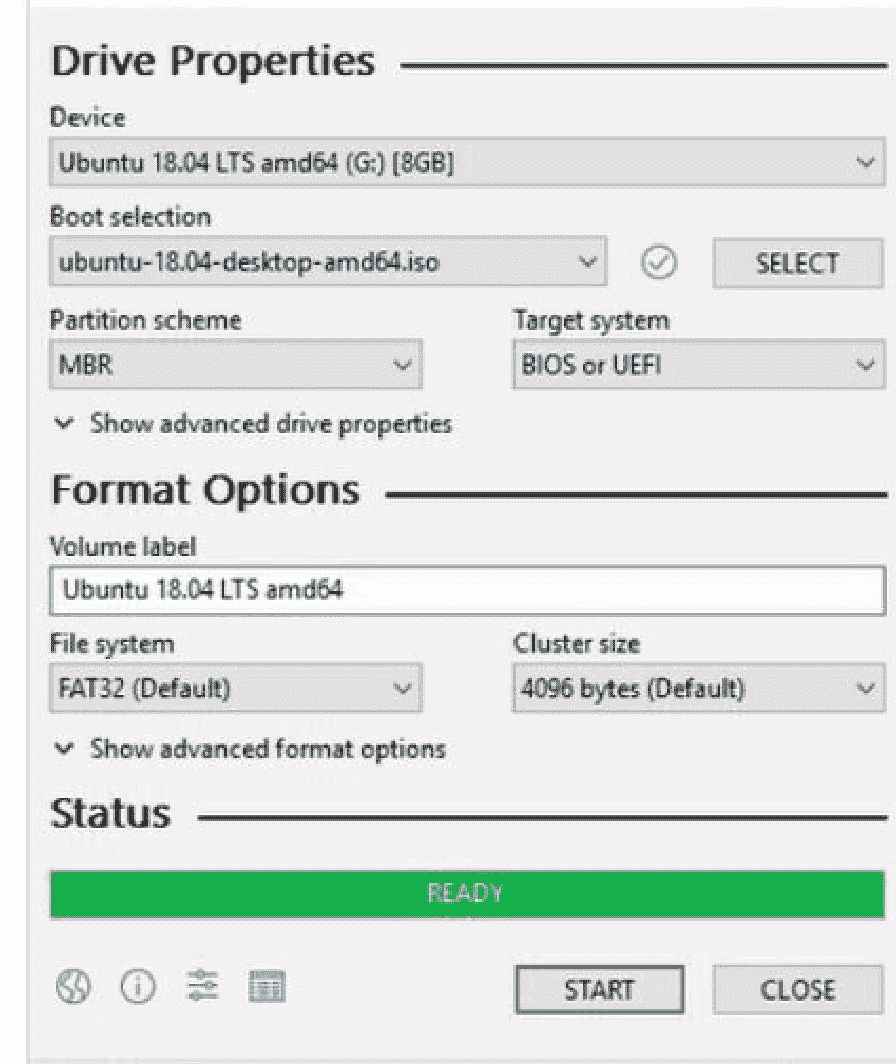 Drive Properties
Device
Ubuntu 18.04 LTS amd64 (G:) [8GB]
Boot selection
ubuntu-18.04-desktop-amd64.iso
SELECT
Partition scheme
Target system
MBR
BIOS or UEFI
Show advanced drive properties
Format Options
Volume label
Ubuntu 18.04 LTS amd64
File system
Cluster size
FAT32 (Default)
4096 bytes (Default)
Show advanced format options
Status
READY
START
CLOSE